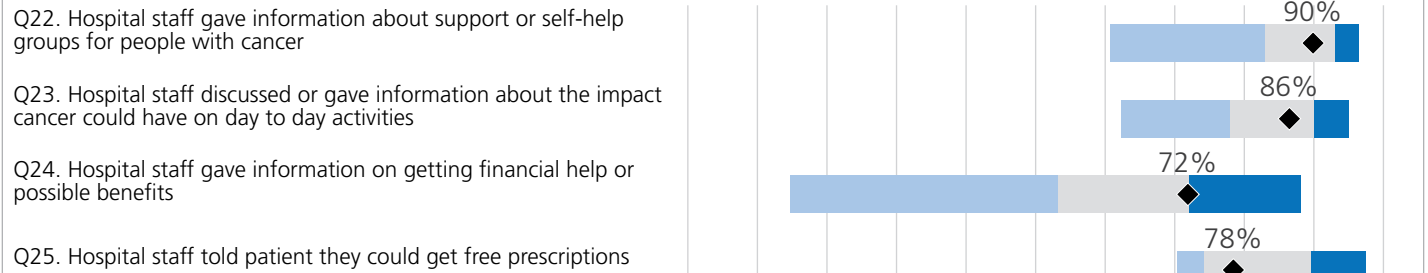 90%
Q22. Hospital staff gave information about support or self-help
groups for people with cancer
86%
Q23. Hospital staff discussed or gave information about the impact
cancer could have on day to day activities
72%
Q24. Hospital staff gave information on getting financial help or
possible benefits
78%
Q25. Hospital staff told patient they could get free prescriptions